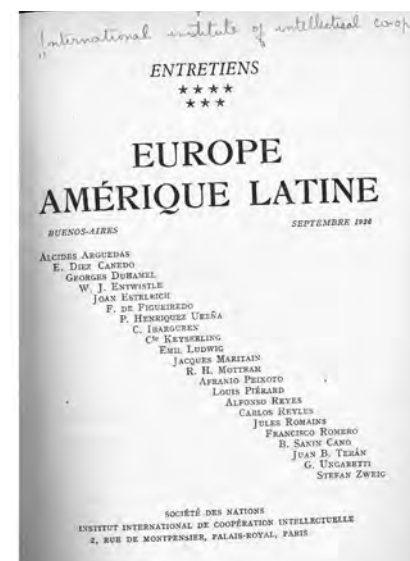 International institute of intellectual coop
ENTRETIENS
★★★★
★★★
EUROPE
AMÉRIQUE LATINE
BUENOS-AIRES SEPTEMBRE 1936
ALCIDES ARGUEDAS
E. DIEZ CANEDO
GEORGES DUHAMEL
W. J. ENTWISTLE
JOAN ESTELRICH
F. DE FIGUEIREDO
P. HENRIQUEZ UREÑA
C. IBARGUREN
Cte KEYSERLING
EMIL LUDWIG
JACQUES MARITAIN
R. H. MOTTRAM
AFRANIO PEIXOTO
LOUIS PIÉRARD
ALFONSO REYES
CARLOS REYLES
JULES ROMAINS
FRANCISCO ROMERO
B. SANIN CANO
JUAN B. TERÁN
G. UNGARETTI
STEFAN ZWEIG
SOCIÉTÉ DES NATIONS
INSTITUT INTERNATIONAL DE COOPÉRATION INTELLECTUELLE
2, RUE DE MONTPENSIER, PALAIS-ROYAL, PARIS